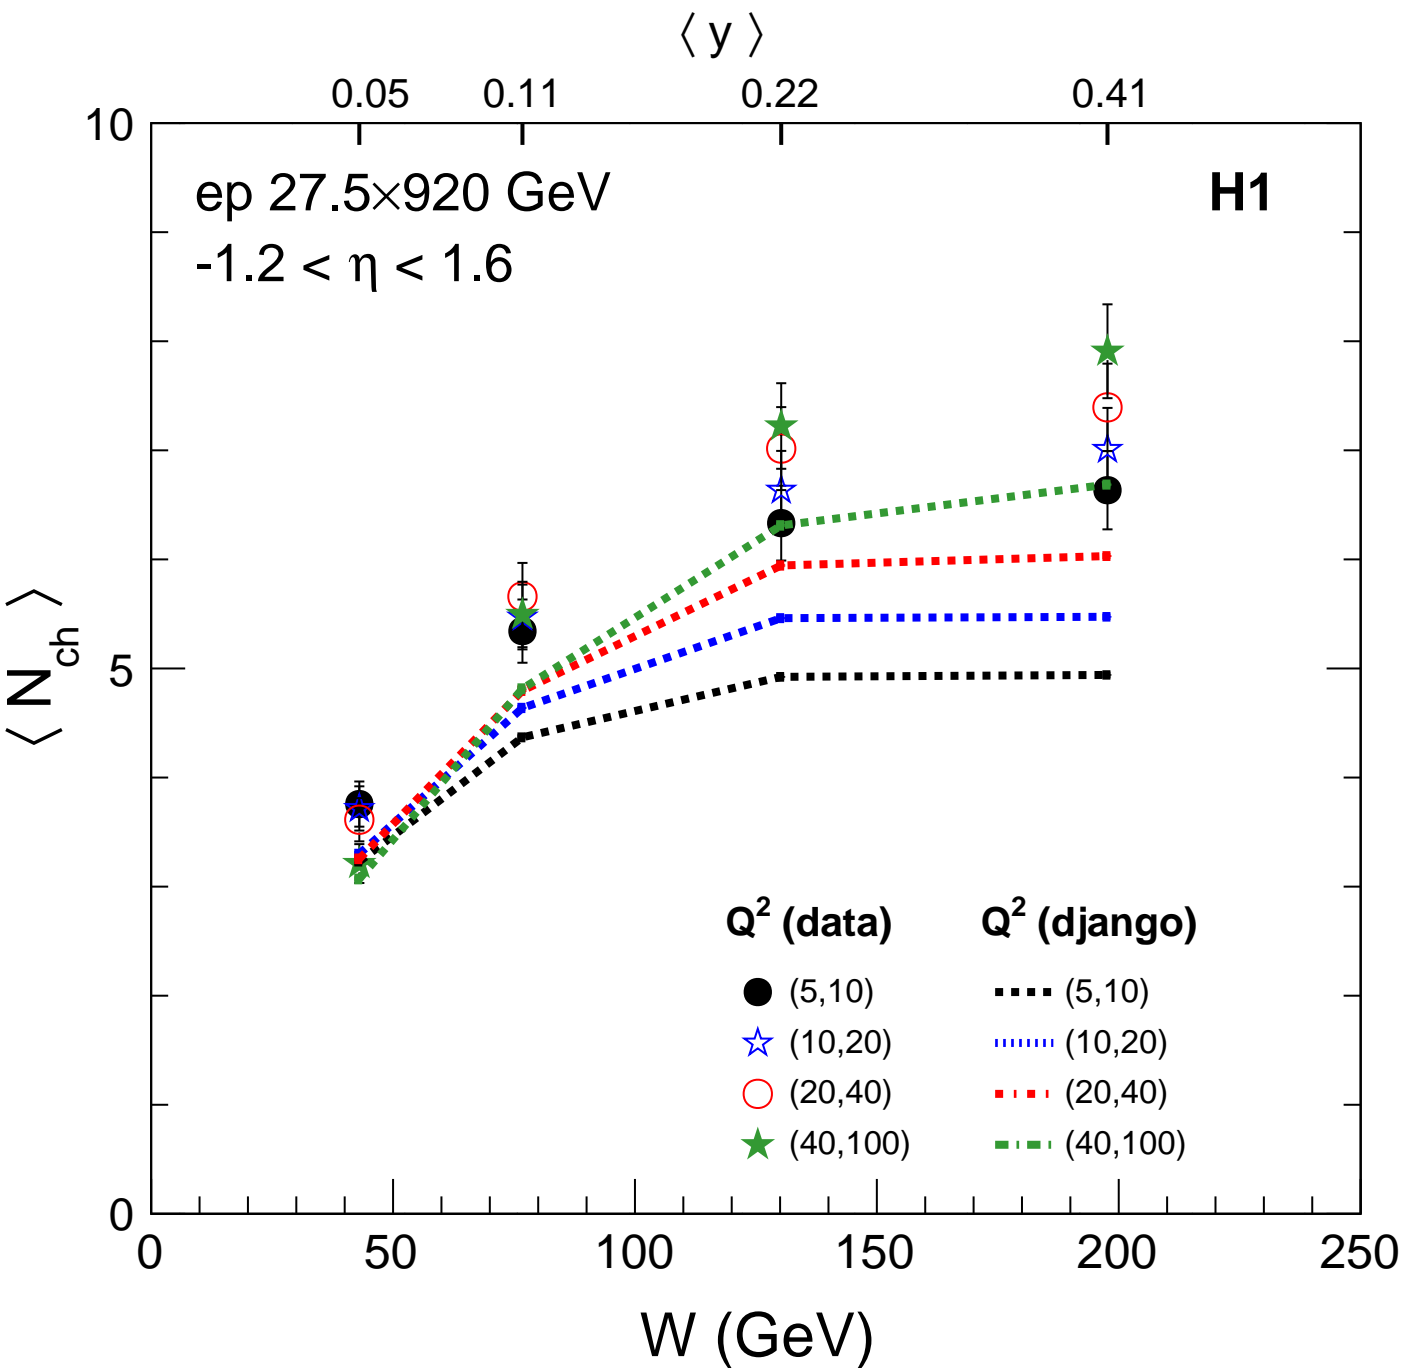 ⟨ y ⟩
0.05 0.11 0.22 0.41
10
ep 27.5×920 GeV H1
-1.2 < η < 1.6
⟨ N_ch ⟩
5
Q² (data) Q² (django)
(5,10) (5,10)
(10,20) (10,20)
(20,40) (20,40)
(40,100) (40,100)
0
0 50 100 150 200 250
W (GeV)